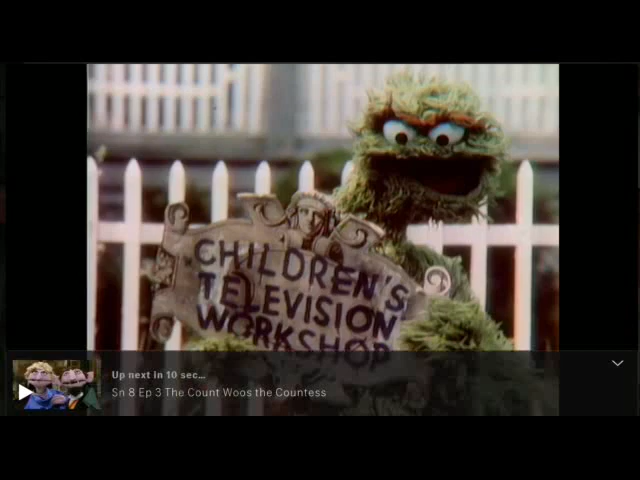 CHILDREN'S
TELEVISION
WORKSHOP
Up next in 10 sec...
Sn 8 Ep 3 The Count Woos the Countess